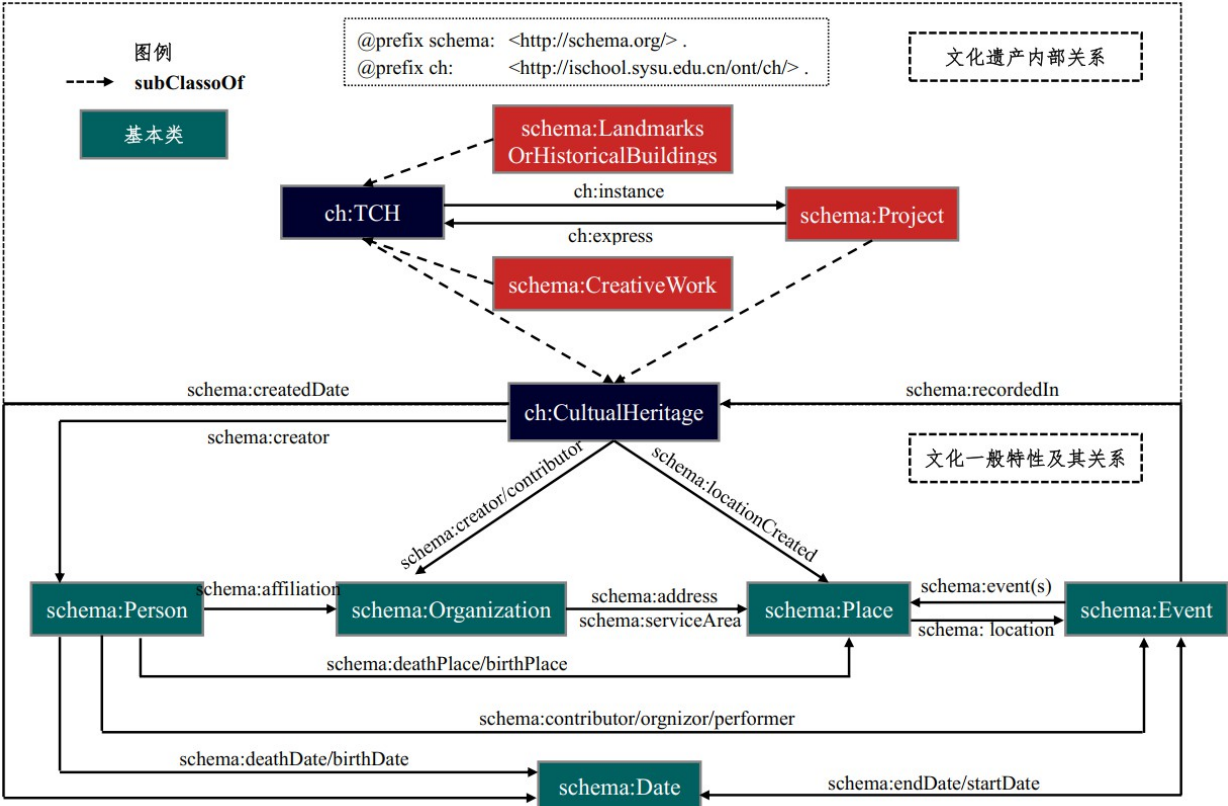 @prefix schema: <http://schema.org/> .
@prefix ch: <http://ischool.sysu.edu.cn/ont/ch/> .
图例
subClassoOf
基本类
文化遗产内部关系
schema:Landmarks
OrHistoricalBuildings
ch:TCH
ch:instance
ch:express
schema:Project
schema:CreativeWork
schema:createdDate
ch:CultualHeritage
schema:recordedIn
schema:creator
schema:creator/contributor
schema:locationCreated
文化一般特性及其关系
schema:Person
schema:affiliation
schema:Organization
schema:address
schema:serviceArea
schema:Place
schema:event(s)
schema: location
schema:Event
schema:deathPlace/birthPlace
schema:contributor/orgnizor/performer
schema:deathDate/birthDate
schema:Date
schema:endDate/startDate